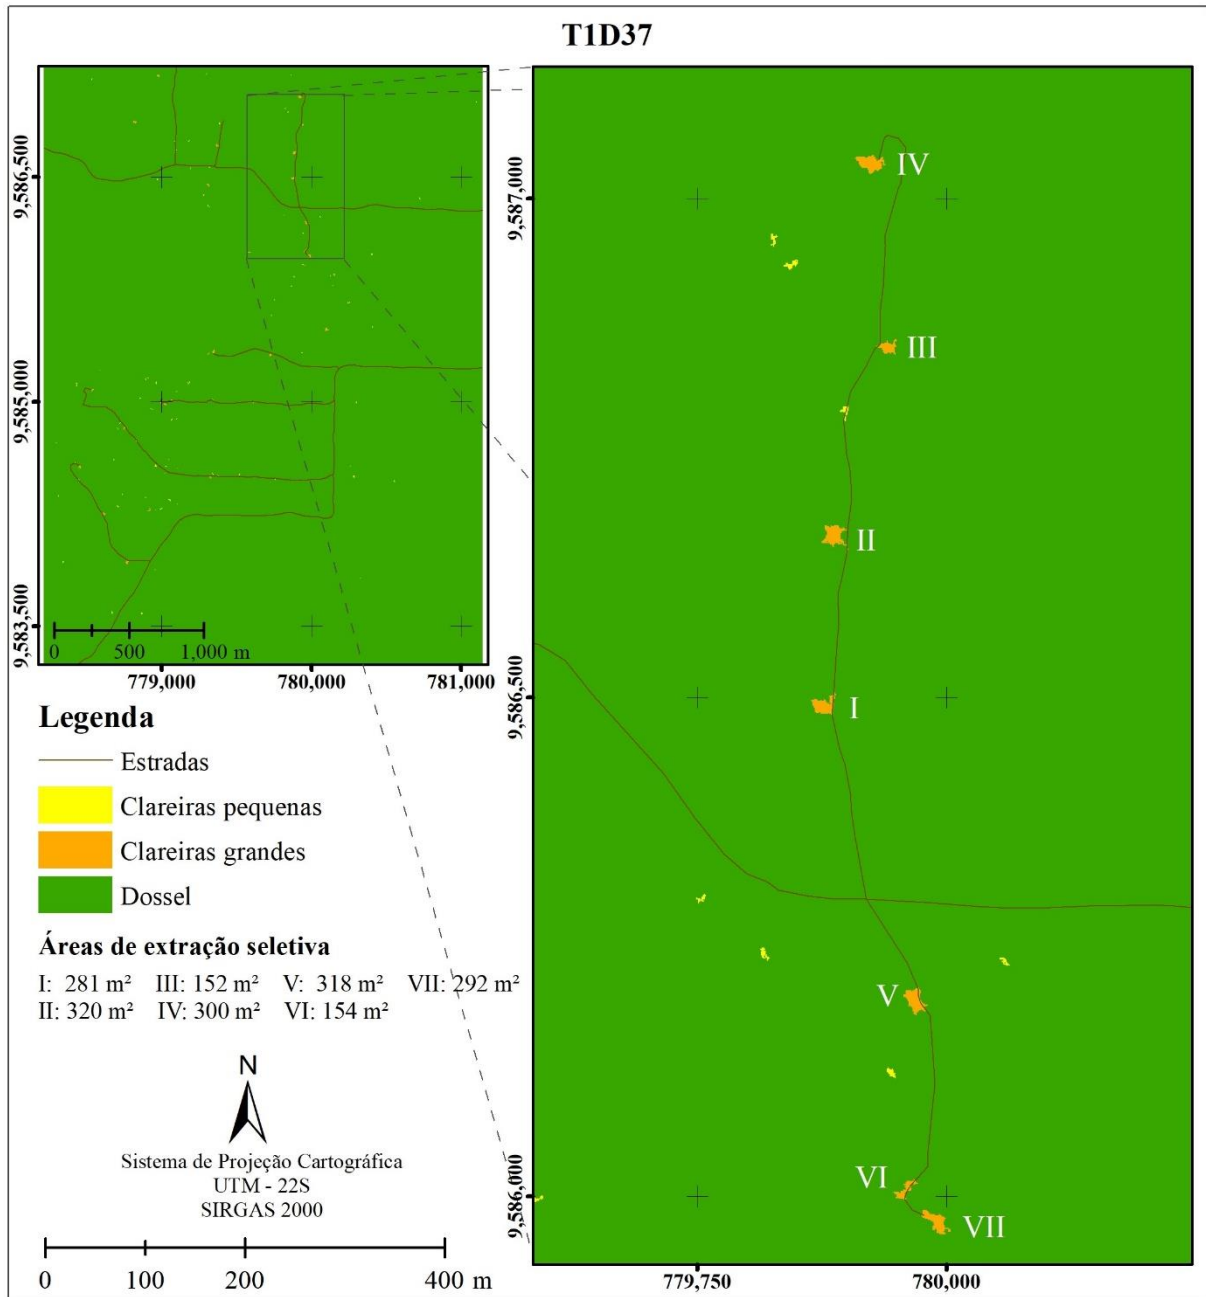 T1D37
9,586,500
9,585,000
9,583,500
0 500 1,000 m
779,000 780,000 781,000
Legenda
Estradas
Clareiras pequenas
Clareiras grandes
Dossel
Áreas de extração seletiva
I: 281 m² III: 152 m² V: 318 m² VII: 292 m²
II: 320 m² IV: 300 m² VI: 154 m²
N
Sistema de Projeção Cartográfica
UTM - 22S
SIRGAS 2000
0 100 200 400 m
IV
9,587,000
III
II
9,586,500
I
V
VI
9,586,000
VII
779,750 780,000